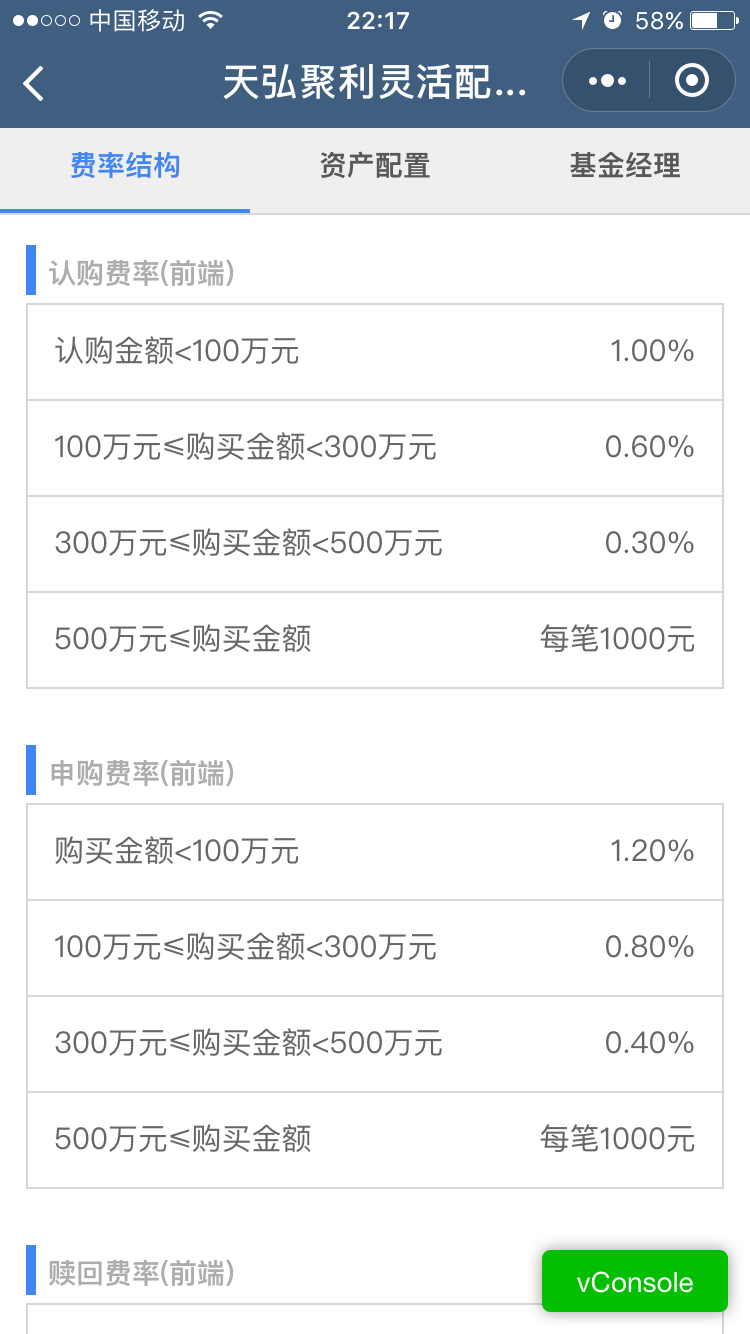 中国移动 22:17 58%
天弘聚利灵活配...
费率结构 资产配置 基金经理
认购费率(前端)
认购金额<100万元 1.00%
100万元≤购买金额<300万元 0.60%
300万元≤购买金额<500万元 0.30%
500万元≤购买金额 每笔1000元
申购费率(前端)
购买金额<100万元 1.20%
100万元≤购买金额<300万元 0.80%
300万元≤购买金额<500万元 0.40%
500万元≤购买金额 每笔1000元
赎回费率(前端)
vConsole